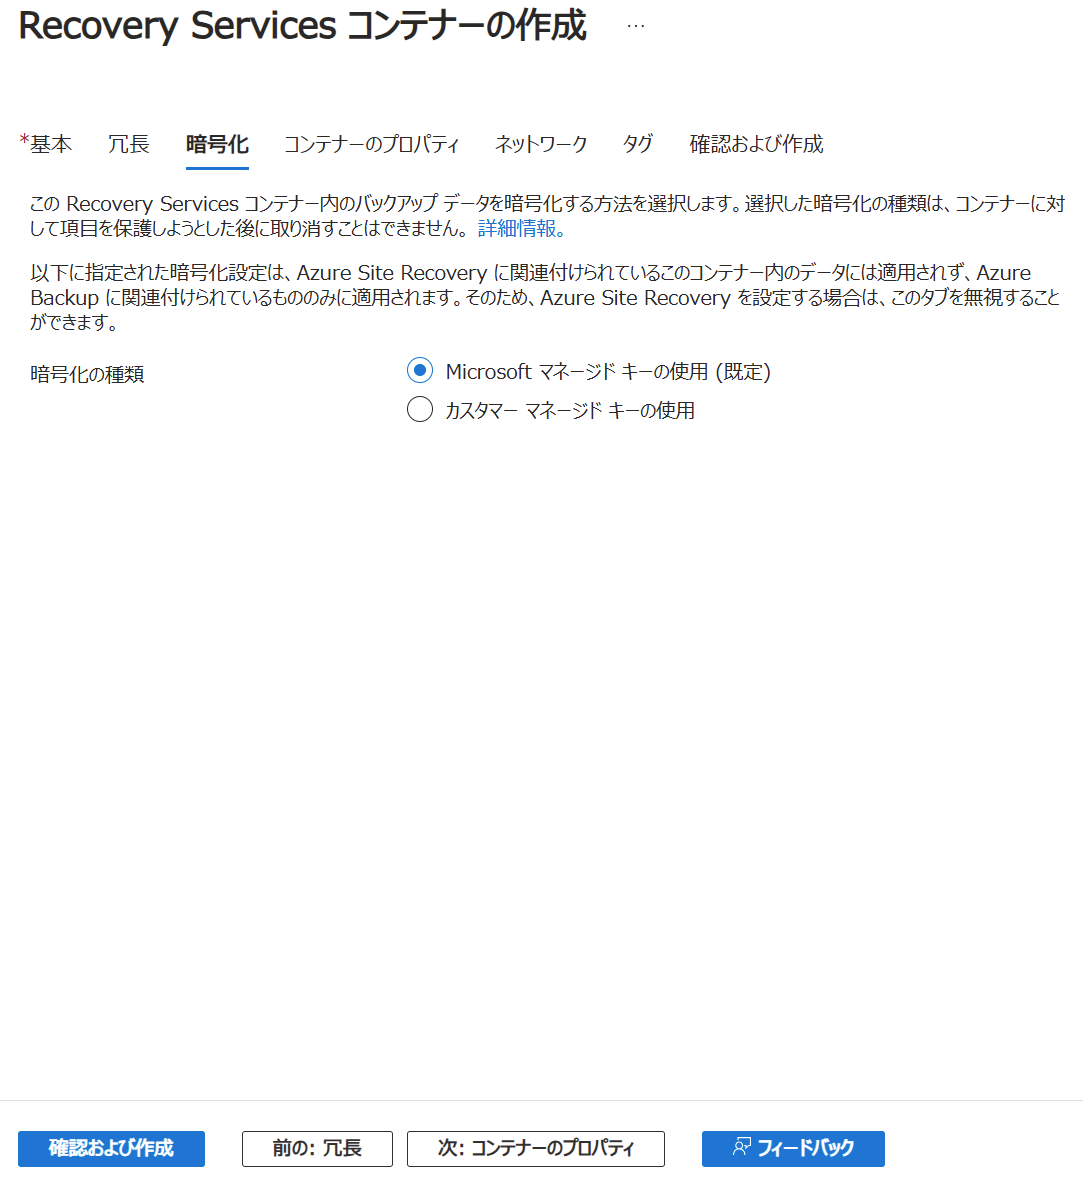 Recovery Services コンテナーの作成 …
*基本 冗長 暗号化 コンテナーのプロパティ ネットワーク タグ 確認および作成
この Recovery Services コンテナー内のバックアップ データを暗号化する方法を選択します。選択した暗号化の種類は、コンテナーに対
して項目を保護しようとした後に取り消すことはできません。 詳細情報。
以下に指定された暗号化設定は、Azure Site Recovery に関連付けられているこのコンテナー内のデータには適用されず、Azure
Backup に関連付けられているもののみに適用されます。そのため、Azure Site Recovery を設定する場合は、このタブを無視すること
ができます。
暗号化の種類 Microsoft マネージド キーの使用 (既定)
カスタマー マネージド キーの使用
確認および作成 前の: 冗長 次: コンテナーのプロパティ フィードバック